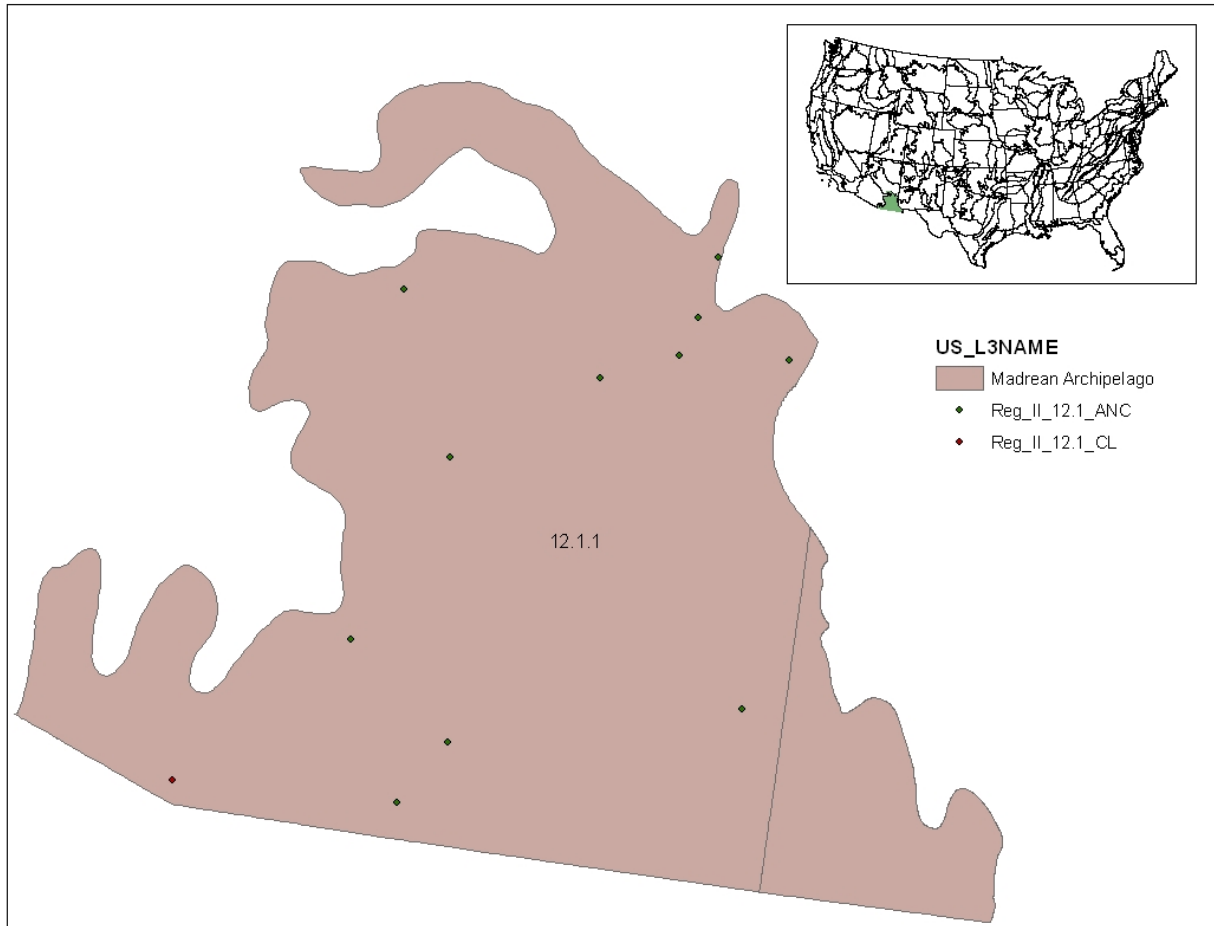 US_L3NAME
Madrean Archipelago
Reg_II_12.1_ANC
Reg_II_12.1_CL
12.1.1